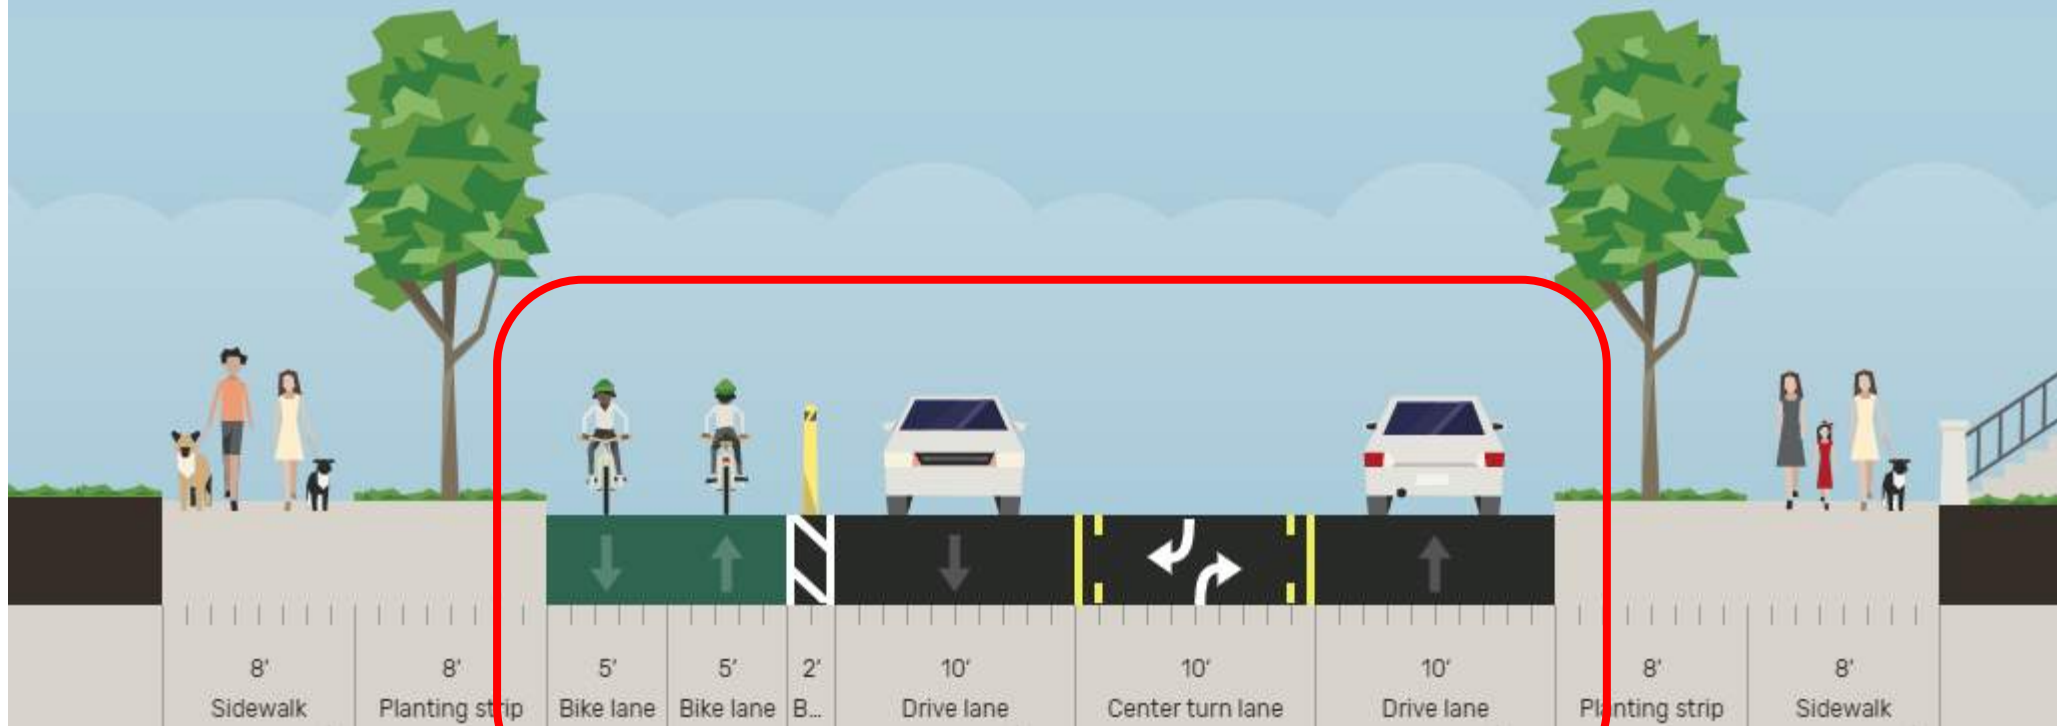 8' 8' 5' 5' 2' 10' 10' 10' 8' 8'
Sidewalk Planting strip Bike lane Bike lane B... Drive lane Center turn lane Drive lane Planting strip Sidewalk